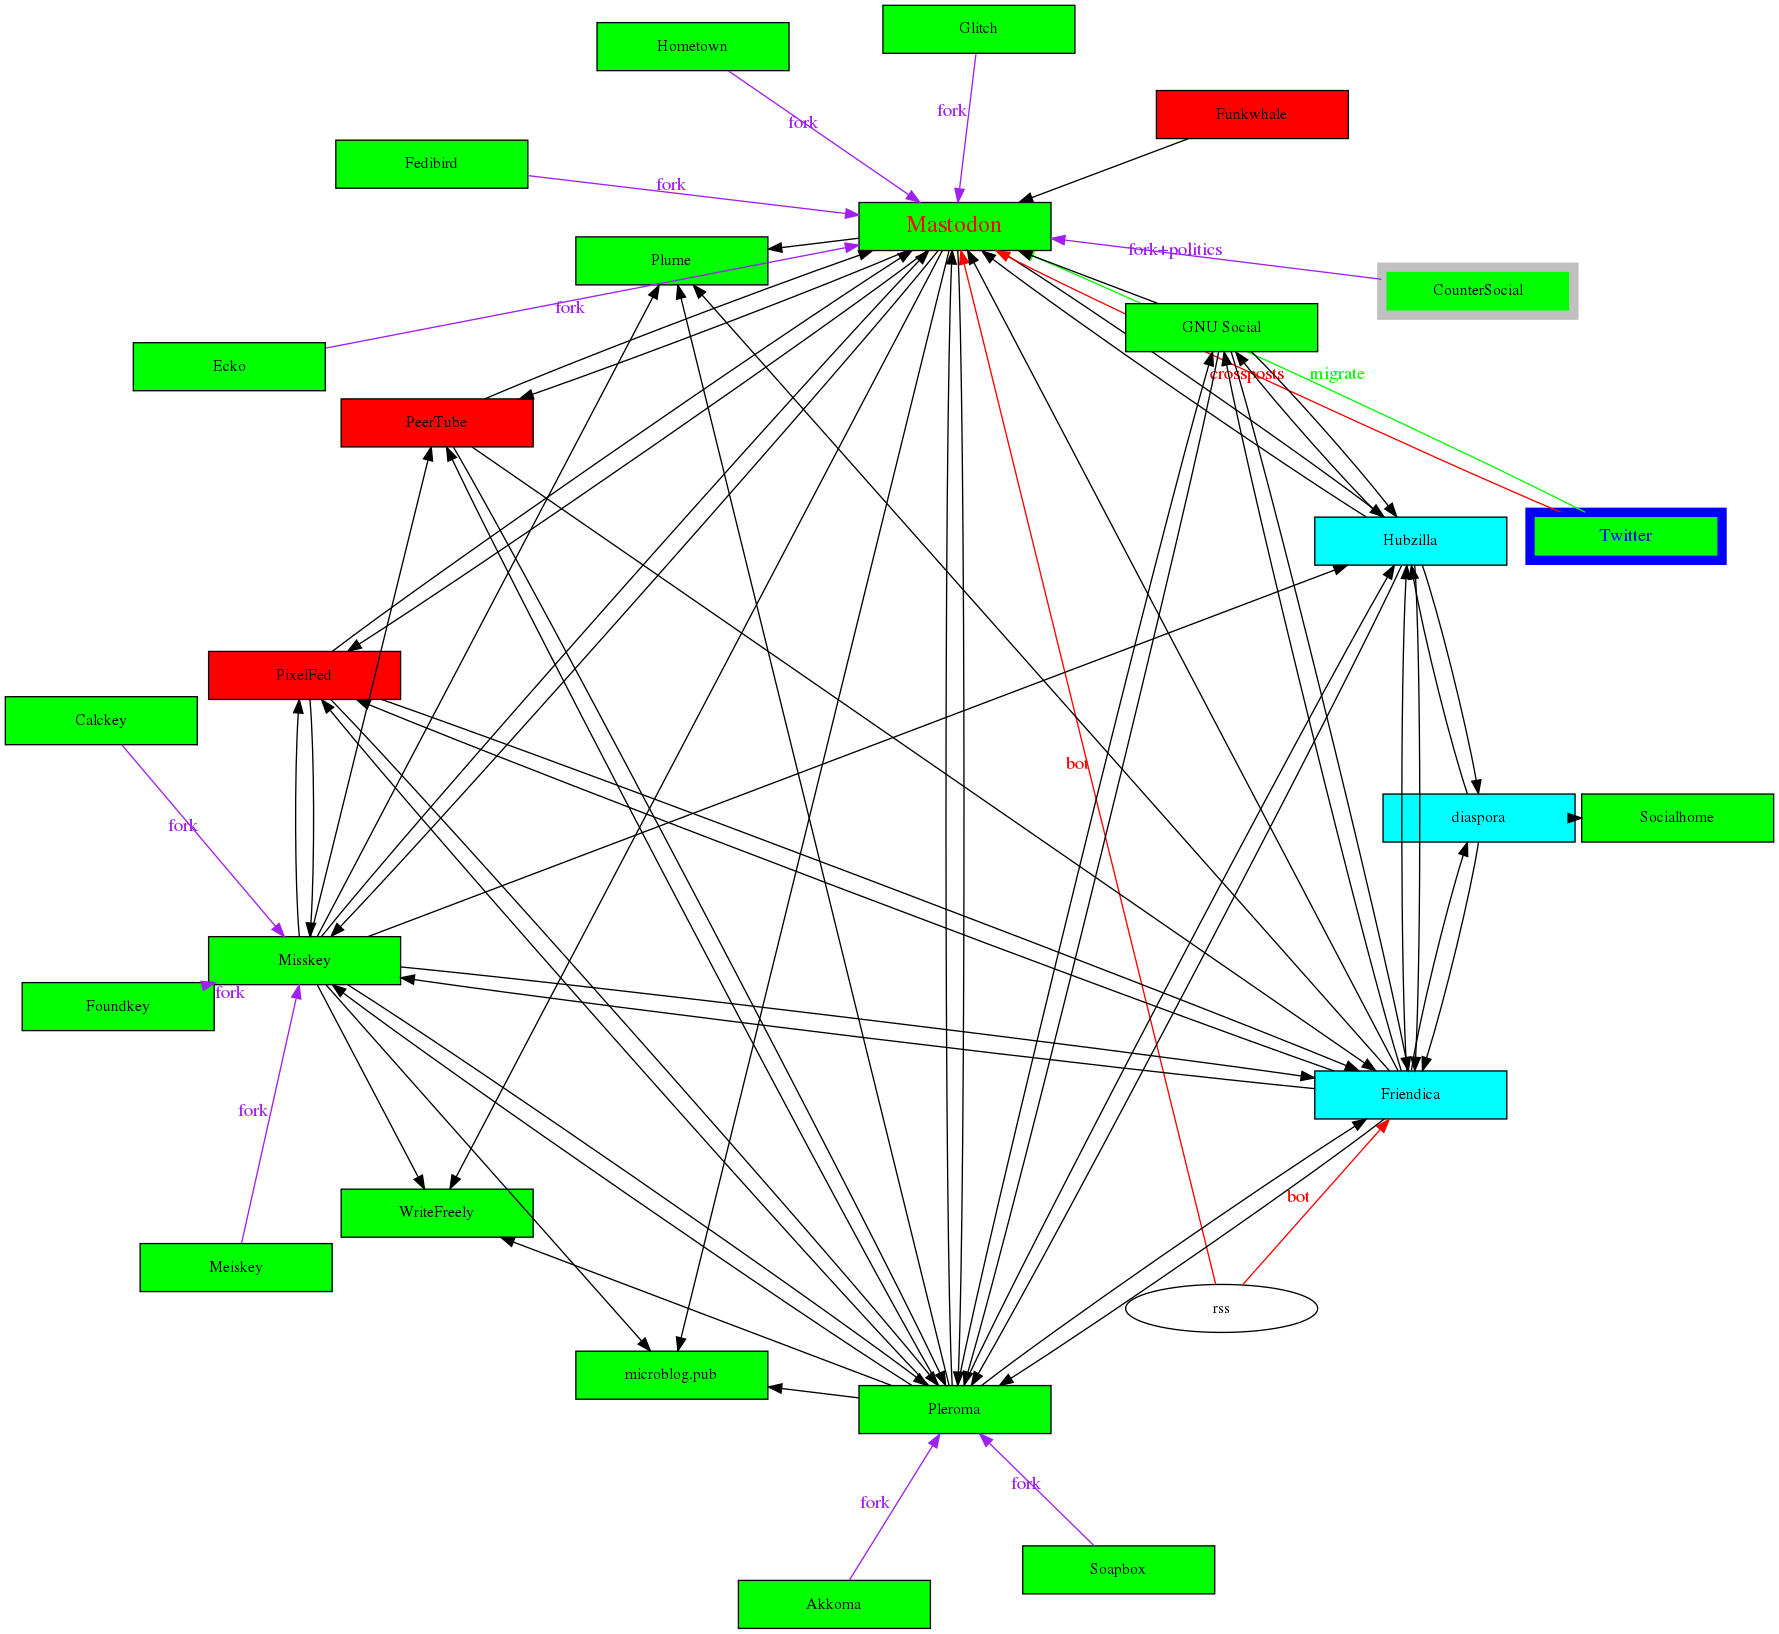 Glitch
Hometown
fork
fork
Funkwhale
Fedibird
fork
Mastodon
fork+politics
Plume
CounterSocial
fork
GNU Social
Ecko
crossposts
migrate
PeerTube
Hubzilla
Twitter
PixelFed
Calckey
bot
fork
diaspora
Socialhome
Misskey
Foundkey
fork
fork
Friendica
WriteFreely
bot
Meiskey
rss
microblog.pub
Pleroma
fork
fork
Soapbox
Akkoma